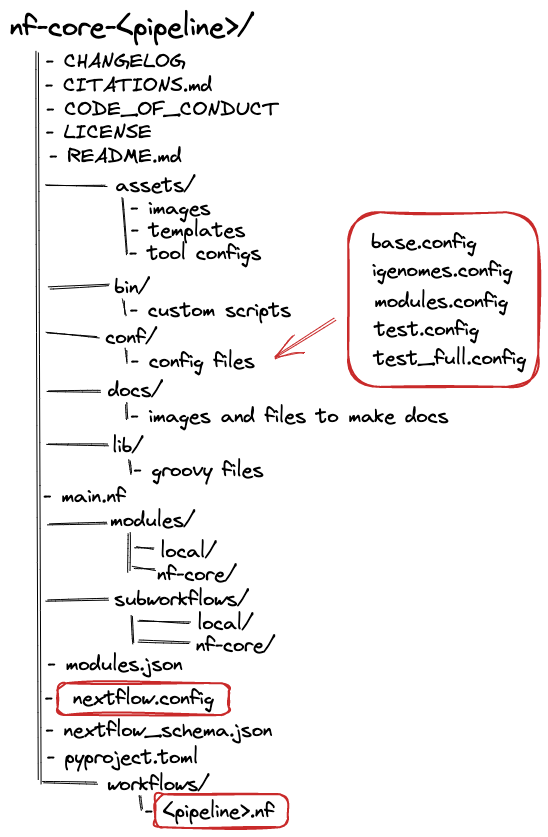 nf-core-<pipeline>/
- CHANGELOG
- CITATIONS.md
- CODE_OF_CONDUCT
- LICENSE
- README.md
assets/
- images
- templates
- tool configs
bin/
- custom scripts
conf/
- config files
base.config
igenomes.config
modules.config
test.config
test_full.config
docs/
- images and files to make docs
lib/
- groovy files
- main.nf
modules/
local/
nf-core/
subworkflows/
local/
nf-core/
- modules.json
- nextflow.config
- nextflow_schema.json
- pyproject.toml
workflows/
- <pipeline>.nf